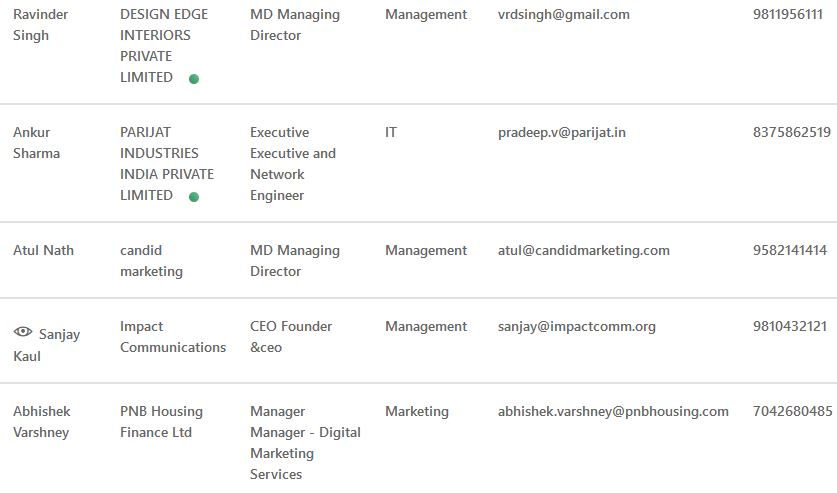 Ravinder Singh DESIGN EDGE INTERIORS PRIVATE LIMITED MD Managing Director Management vrdsingh@gmail.com 9811956111
Ankur Sharma PARIJAT INDUSTRIES INDIA PRIVATE LIMITED Executive Executive and Network Engineer IT pradeep.v@parijat.in 8375862519
Atul Nath candid marketing MD Managing Director Management atul@candidmarketing.com 9582141414
Sanjay Kaul Impact Communications CEO Founder &ceo Management sanjay@impactcomm.org 9810432121
Abhishek Varshney PNB Housing Finance Ltd Manager Manager - Digital Marketing Services Marketing abhishek.varshney@pnbhousing.com 7042680485